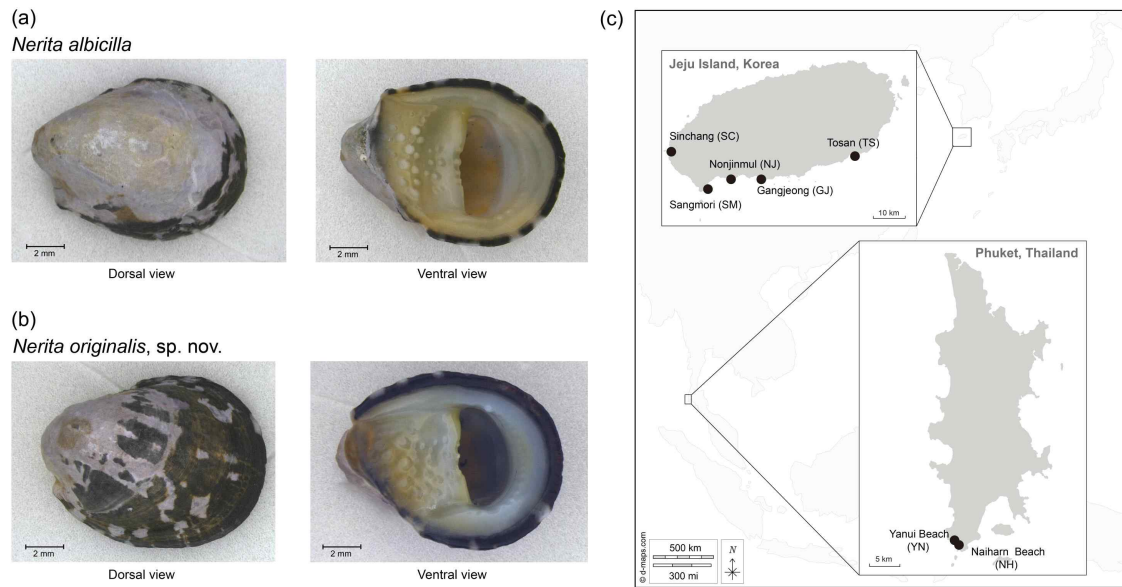 (a)
Nerita albicilla
2 mm
Dorsal view
2 mm
Ventral view
(b)
Nerita originalis, sp. nov.
2 mm
Dorsal view
2 mm
Ventral view
(c)
Jeju Island, Korea
Sinchang (SC)
Tosan (TS)
Nonjinmul (NJ)
Gangjeong (GJ)
Sangmori (SM)
10 km
Phuket, Thailand
Yanui Beach
(YN)
Naiharn Beach
(NH)
5 km
© d-maps.com
500 km
300 mi
N